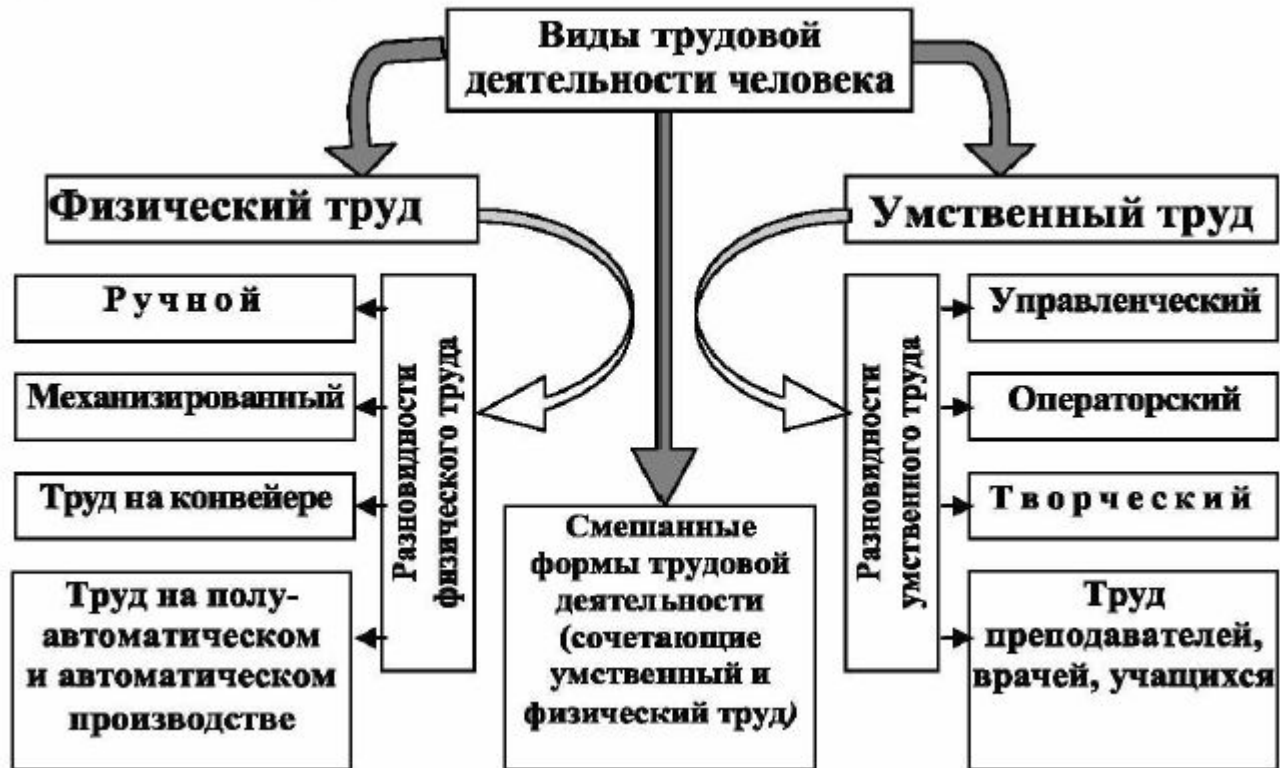 Виды трудовой
деятельности человека
Физический труд
Умственный труд
Ручной
Механизированный
Труд на конвейере
Труд на полу-
автоматическом
и автоматическом
производстве
Разновидности
физического труда
Смешанные
формы трудовой
деятельности
(сочетающие
умственный и
физический труд)
Разновидности
умственного труда
Управленческий
Операторский
Творческий
Труд
преподавателей,
врачей, учащихся